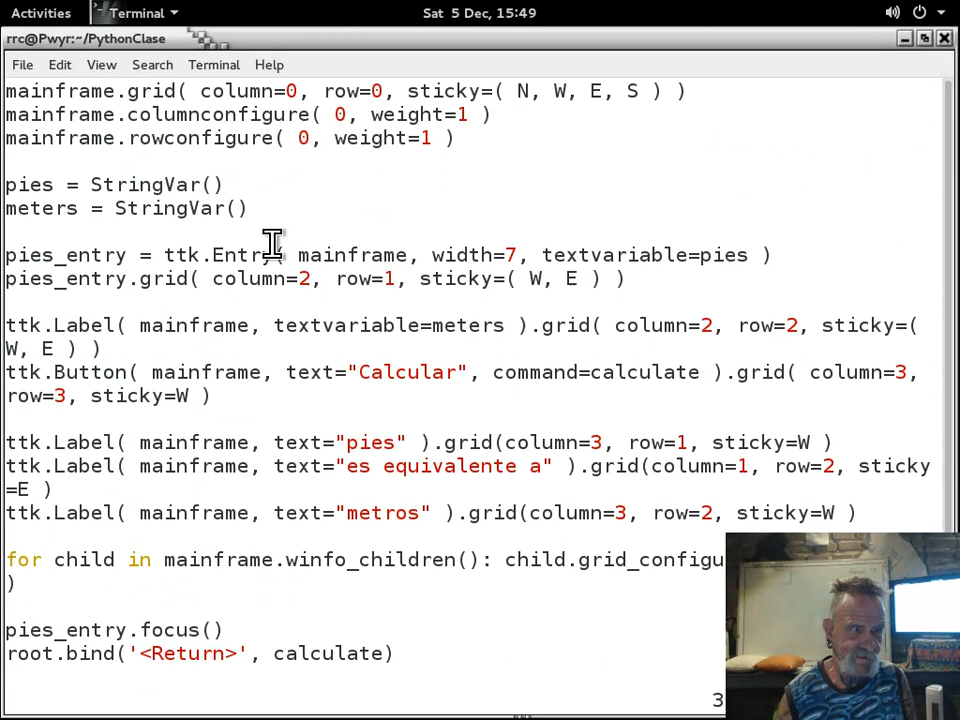 Activities Terminal Sat 5 Dec, 15:49
rrc@Pwyr:~/PythonClase
File Edit View Search Terminal Help
mainframe.grid( column=0, row=0, sticky=( N, W, E, S ) )
mainframe.columnconfigure( 0, weight=1 )
mainframe.rowconfigure( 0, weight=1 )
pies = StringVar()
meters = StringVar()
pies_entry = ttk.Entry( mainframe, width=7, textvariable=pies )
pies_entry.grid( column=2, row=1, sticky=( W, E ) )
ttk.Label( mainframe, textvariable=meters ).grid( column=2, row=2, sticky=(
W, E ) )
ttk.Button( mainframe, text="Calcular", command=calculate ).grid( column=3,
row=3, sticky=W )
ttk.Label( mainframe, text="pies" ).grid(column=3, row=1, sticky=W )
ttk.Label( mainframe, text="es equivalente a" ).grid(column=1, row=2, sticky
=E )
ttk.Label( mainframe, text="metros" ).grid(column=3, row=2, sticky=W )
for child in mainframe.winfo_children(): child.grid_configu
)
pies_entry.focus()
root.bind('<Return>', calculate)
3